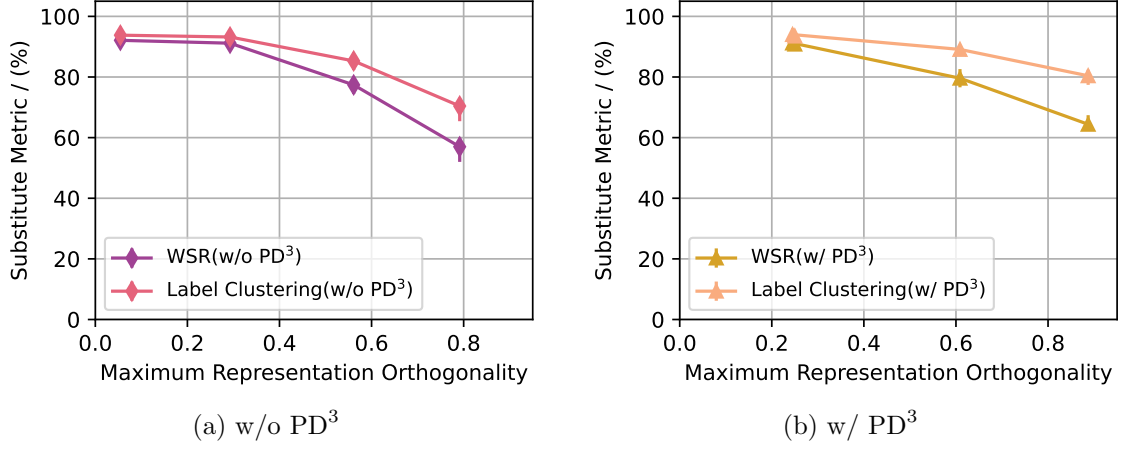 100
80
60
40
20
0
Substitute Metric / (%)
WSR(w/o PD³)
Label Clustering(w/o PD³)
0.0 0.2 0.4 0.6 0.8
Maximum Representation Orthogonality
(a) w/o PD³
100
80
60
40
20
0
Substitute Metric / (%)
WSR(w/ PD³)
Label Clustering(w/ PD³)
0.0 0.2 0.4 0.6 0.8
Maximum Representation Orthogonality
(b) w/ PD³